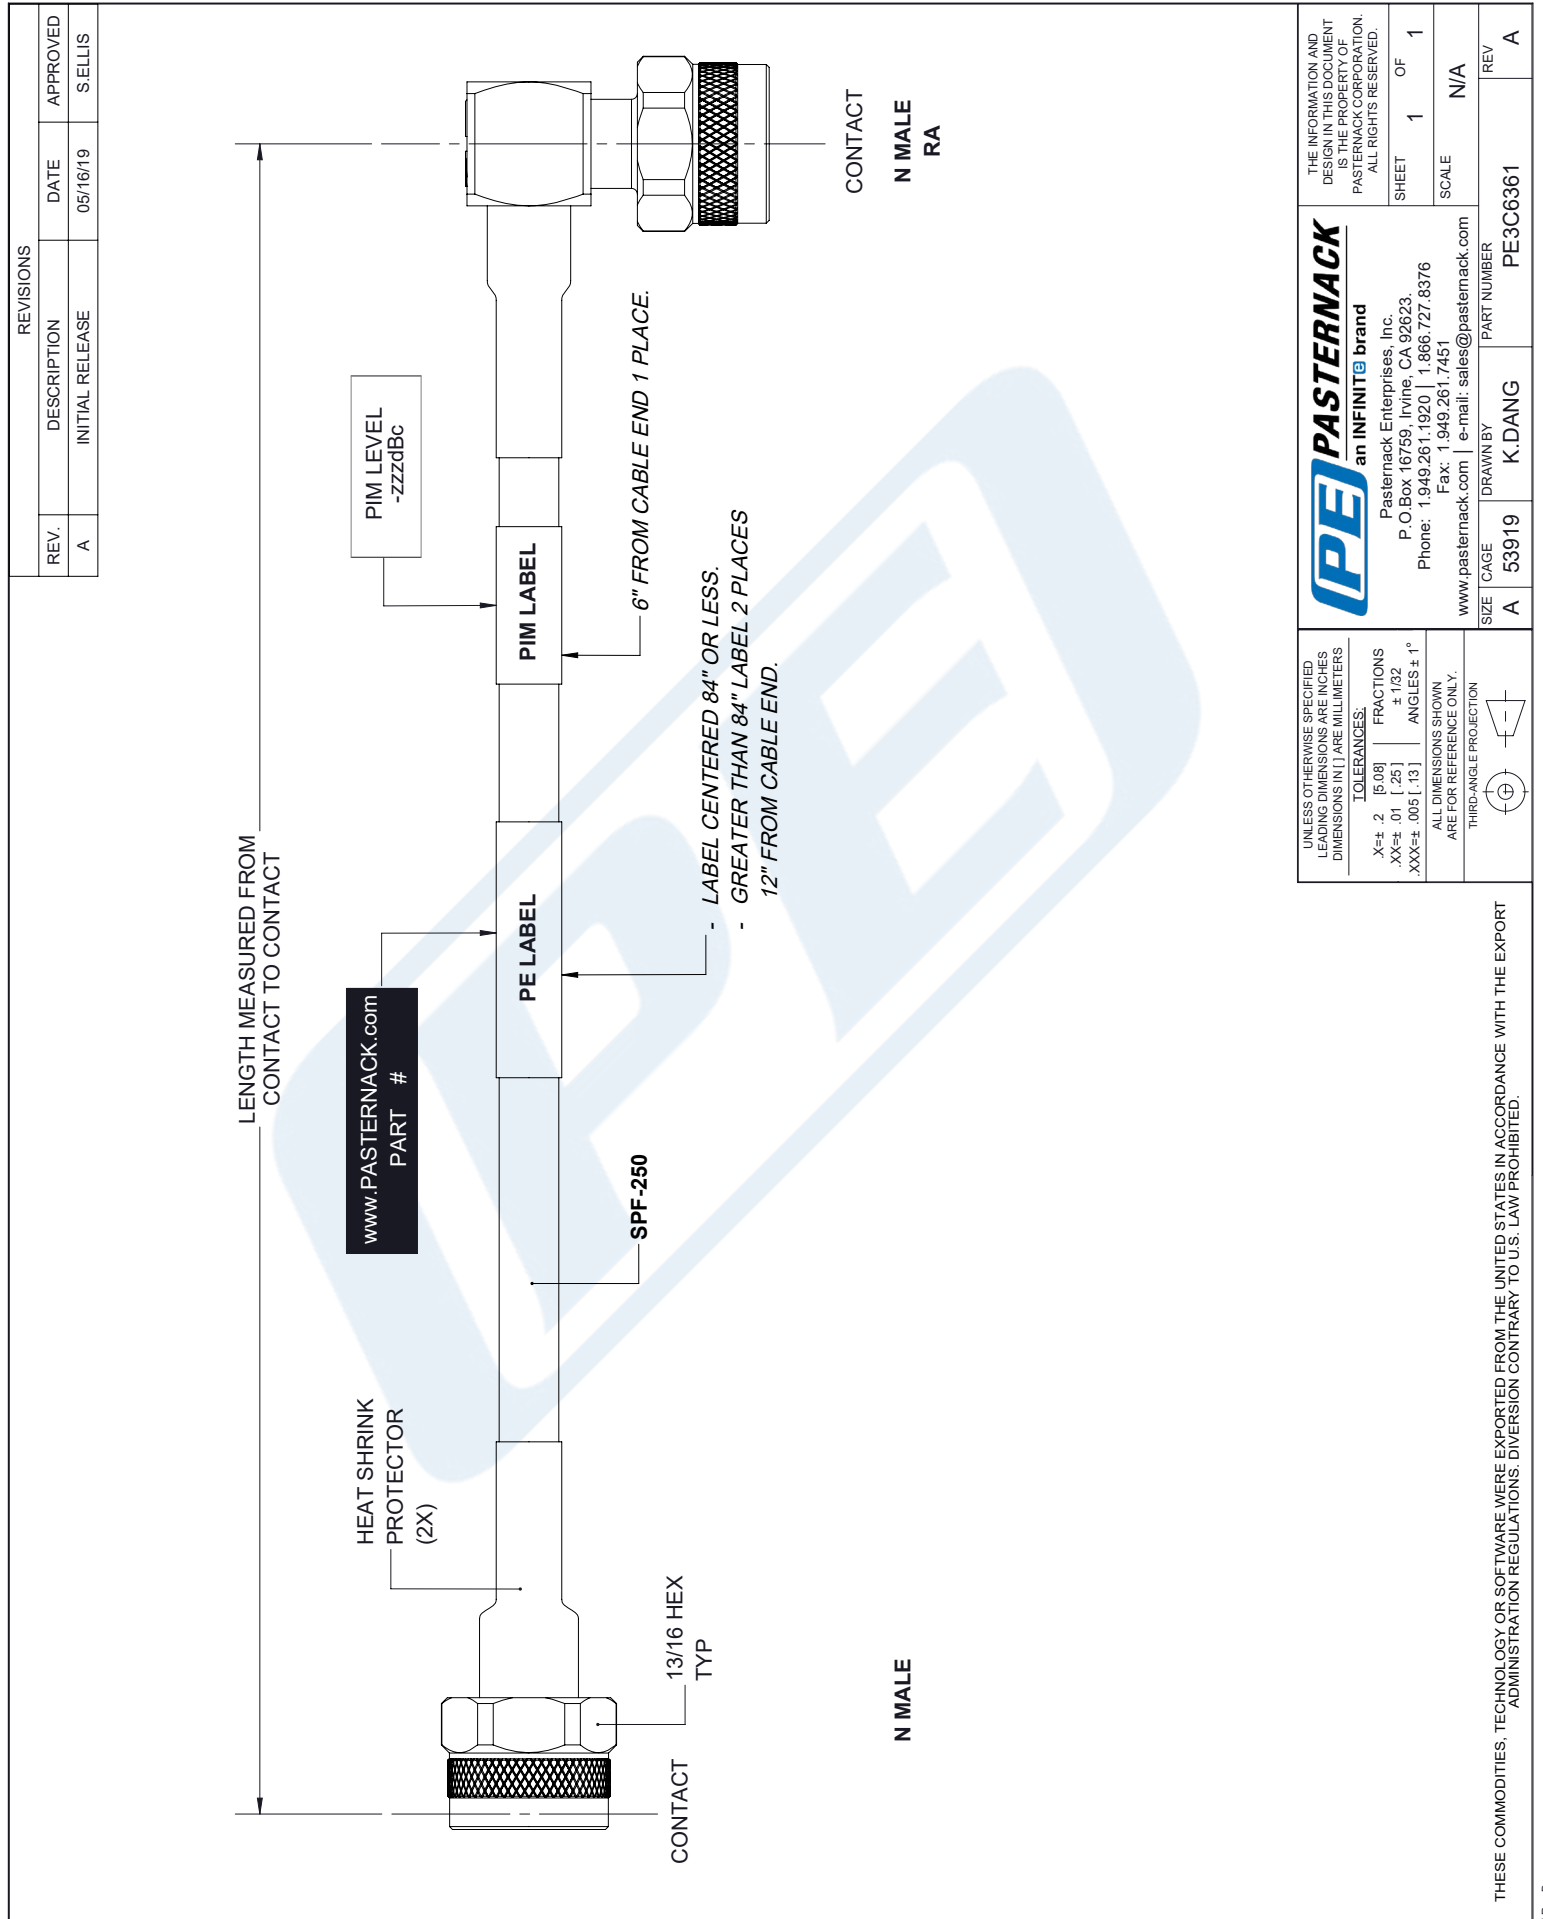 REVISIONS
REV.
DESCRIPTION
DATE
APPROVED
A
INITIAL RELEASE
05/16/19
S.ELLIS
LENGTH MEASURED FROM
CONTACT TO CONTACT
HEAT SHRINK
PROTECTOR
(2X)
www.PASTERNACK.com
PART #
PIM LEVEL
-zzzdBc
PE LABEL
PIM LABEL
13/16 HEX
TYP
SPF-250
6" FROM CABLE END 1 PLACE.
- LABEL CENTERED 84" OR LESS.
- GREATER THAN 84" LABEL 2 PLACES
12" FROM CABLE END.
CONTACT
N MALE
CONTACT
N MALE
RA
THESE COMMODITIES, TECHNOLOGY OR SOFTWARE WERE EXPORTED FROM THE UNITED STATES IN ACCORDANCE WITH THE EXPORT
ADMINISTRATION REGULATIONS. DIVERSION CONTRARY TO U.S. LAW PROHIBITED.
UNLESS OTHERWISE SPECIFIED
LEADING DIMENSIONS ARE INCHES
DIMENSIONS IN [ ] ARE MILLIMETERS
TOLERANCES:
.X=± .2 [5.08] FRACTIONS
.XX=± .01 [ .25] ± 1/32
.XXX=± .005 [ .13] ANGLES ± 1°
ALL DIMENSIONS SHOWN
ARE FOR REFERENCE ONLY.
THIRD-ANGLE PROJECTION
PE PASTERNACK
an INFINITe brand
Pasternack Enterprises, Inc.
P.O.Box 16759, Irvine, CA 92623.
Phone: 1.949.261.1920 | 1.866.727.8376
Fax: 1.949.261.7451
www.pasternack.com | e-mail: sales@pasternack.com
THE INFORMATION AND
DESIGN IN THIS DOCUMENT
IS THE PROPERTY OF
PASTERNACK CORPORATION.
ALL RIGHTS RESERVED.
SHEET
1 OF 1
SCALE
N/A
SIZE
A
CAGE
53919
DRAWN BY
K.DANG
PART NUMBER
PE3C6361
REV
A
PE